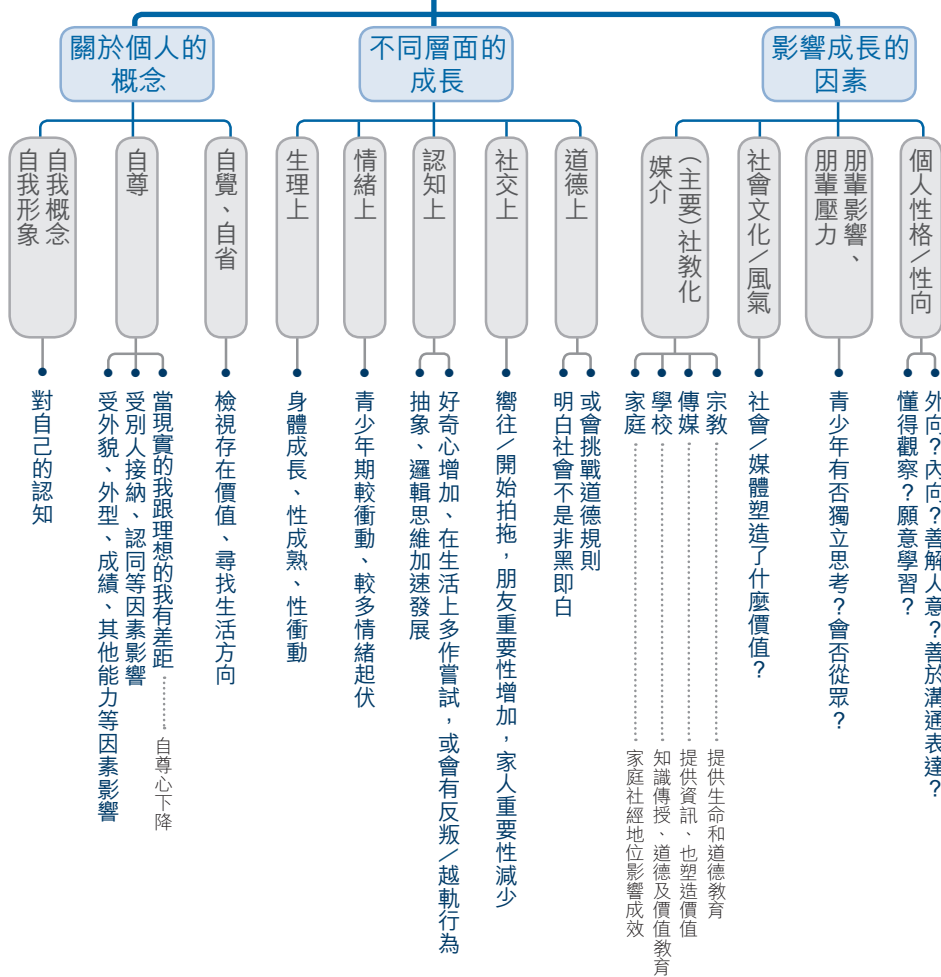 關於個人的
概念
不同層面的
成長
影響成長的
因素
自我概念
自我形象
自尊
自覺、自省
生理上
情緒上
認知上
社交上
道德上
（主要）社教化
媒介
社會文化／風氣
朋輩影響、
朋輩壓力
個人性格／性向
對自己的認知
當現實的我跟理想的我有差距
自尊心下降
受別人接納、認同等因素影響
受外貌、外型、成績、其他能力等因素影響
檢視存在價值、尋找生活方向
身體成長、性成熟、性衝動
青少年期較衝動、較多情緒起伏
好奇心增加、在生活上多作嘗試，或會有反叛／越軌行為
抽象、邏輯思維加速發展
嚮往／開始拍拖，朋友重要性增加，家人重要性減少
或會挑戰道德規則
明白社會不是非黑即白
宗教
提供生命和道德教育
傳媒
提供資訊、也塑造價值
學校
知識傳授、道德及價值教育
家庭
家庭社經地位影響成效
社會／媒體塑造了什麼價值？
青少年有否獨立思考？會否從眾？
外向？內向？善解人意？善於溝通表達？
懂得觀察？願意學習？